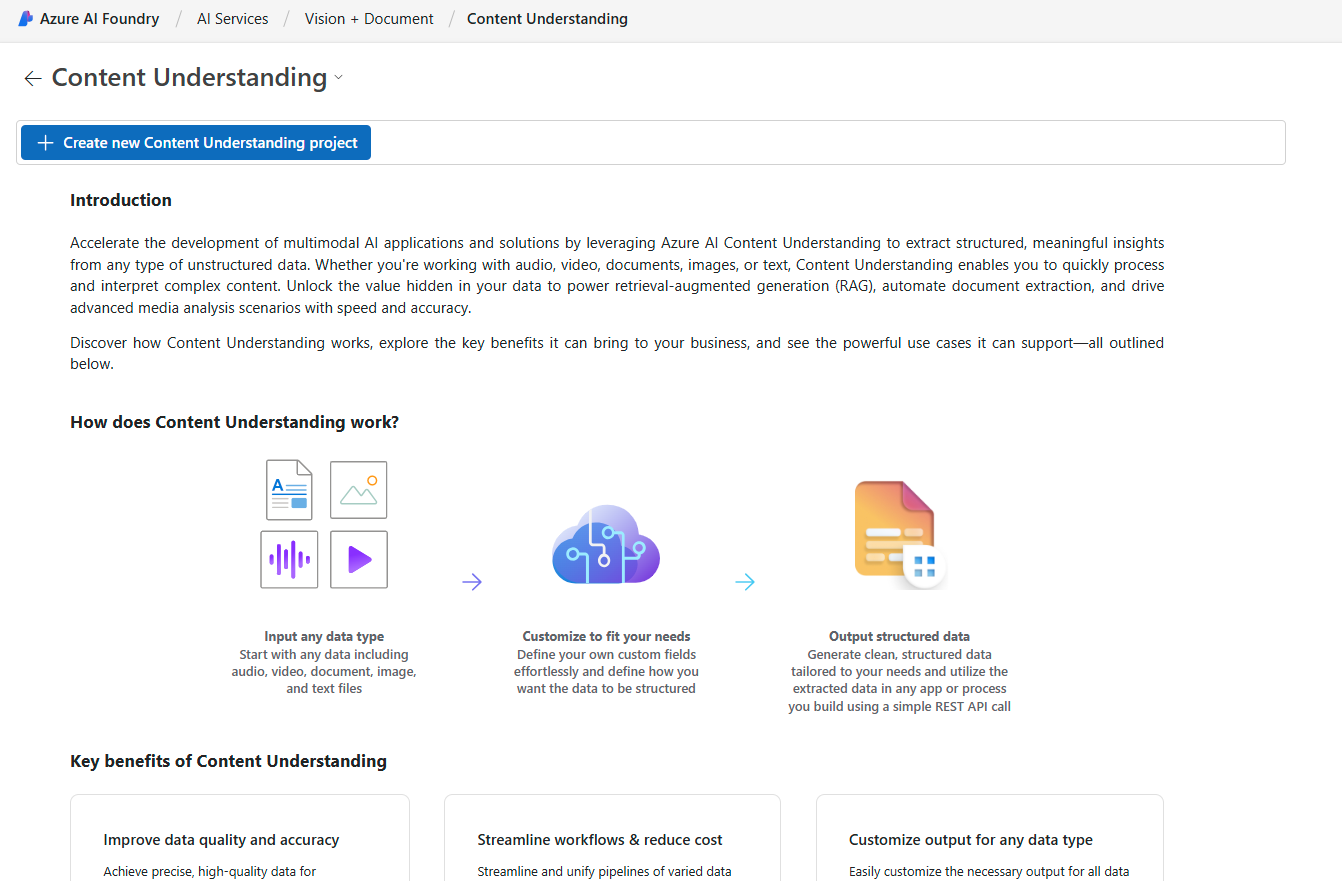 Azure AI Foundry / AI Services / Vision + Document / Content Understanding
Content Understanding
Create new Content Understanding project
Introduction
Accelerate the development of multimodal AI applications and solutions by leveraging Azure AI Content Understanding to extract structured, meaningful insights
from any type of unstructured data. Whether you're working with audio, video, documents, images, or text, Content Understanding enables you to quickly process
and interpret complex content. Unlock the value hidden in your data to power retrieval-augmented generation (RAG), automate document extraction, and drive
advanced media analysis scenarios with speed and accuracy.
Discover how Content Understanding works, explore the key benefits it can bring to your business, and see the powerful use cases it can support—all outlined
below.
How does Content Understanding work?
A
Input any data type
Start with any data including
audio, video, document, image,
and text files
Customize to fit your needs
Define your own custom fields
effortlessly and define how you
want the data to be structured
Output structured data
Generate clean, structured data
tailored to your needs and utilize the
extracted data in any app or process
you build using a simple REST API call
Key benefits of Content Understanding
Improve data quality and accuracy
Achieve precise, high-quality data for
Streamline workflows & reduce cost
Streamline and unify pipelines of varied data
Customize output for any data type
Easily customize the necessary output for all data